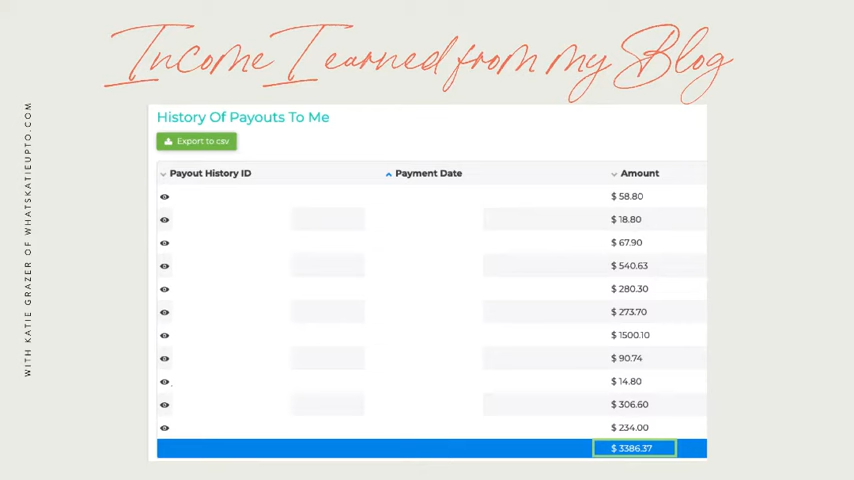 Income I earned from my Blog
WITH KATIE GRAZER OF WHATSKATIEUPTO.COM
History Of Payouts To Me
Export to csv
Payout History ID Payment Date Amount
$ 58.80
$ 18.80
$ 67.90
$ 540.63
$ 280.30
$ 273.70
$ 1500.10
$ 90.74
$ 14.80
$ 306.60
$ 234.00
$ 3386.37